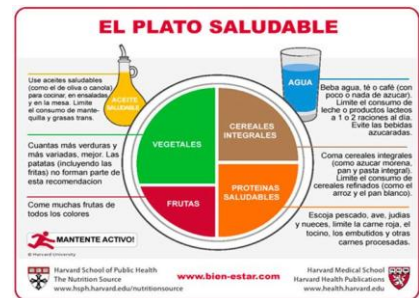 EL PLATO SALUDABLE
Use aceites saludables
(como el de oliva o canola)
para cocinar, en ensaladas,
y en la mesa. Limite
el consumo de mante-
quilla y grasas trans.
ACEITE
SALUDABLE
Cuantas más verduras y
más variadas, mejor. Las
patatas (incluyendo las
fritas) no forman parte de
esta recomendacion
Come muchas frutas de
todos los colores
VEGETALES
FRUTAS
CEREALES
INTEGRALES
PROTEINAS
SALUDABLES
AGUA
Beba agua, té o café (con
poco o nada de azucar).
Limite el consumo de
leche o productos lacteos
a 1 o 2 raciones al día.
Evite las bebidas
azucaradas.
Coma cereales integrales
(como azucar morena,
pan y pasta integral).
Limite el consumo de
cereales refinados (como el
arroz y el pan blanco).
Escoja pescado, ave, judias
y nueces, limite la carne roja, el
tocino, los embutidos y otras
carnes procesadas.
MANTENTE ACTIVO!
© Harvard University
Harvard School of Public Health
The Nutrition Source
www.hsph.harvard.edu/nutritionsource
www.bien-estar.com
Harvard Medical School
Harvard Health Publications
www.health.harvard.edu